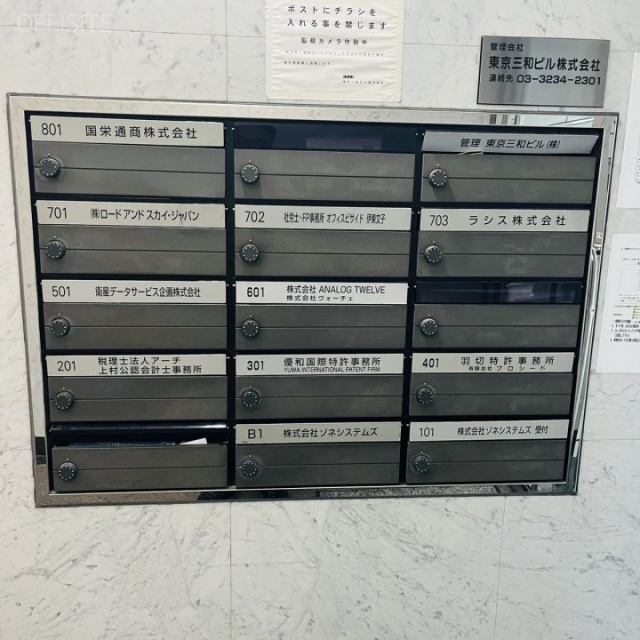 OFFISITE
ポストにチラシを
入れる事を禁じます
監視カメラ作動中
管理会社
東京三和ビル株式会社
連絡先 03-3234-2301
801 国栄通商株式会社
管理 東京三和ビル(株)
701 ㈱ロード アンド スカイ・ジャパン
702 社労士・FP事務所 オフィスビサイド 伊東文子
703 ラシス株式会社
501 衛星データサービス企画株式会社
601 株式会社 ANALOG TWELVE
株式会社ヴォーチェ
201 税理士法人アーチ
上村公認会計士事務所
301 優和国際特許事務所
YUWA INTERNATIONAL PATENT FIRM
401 羽切特許事務所
有限会社 プロシード
B1 株式会社ゾネシステムズ
101 株式会社ゾネシステムズ 受付